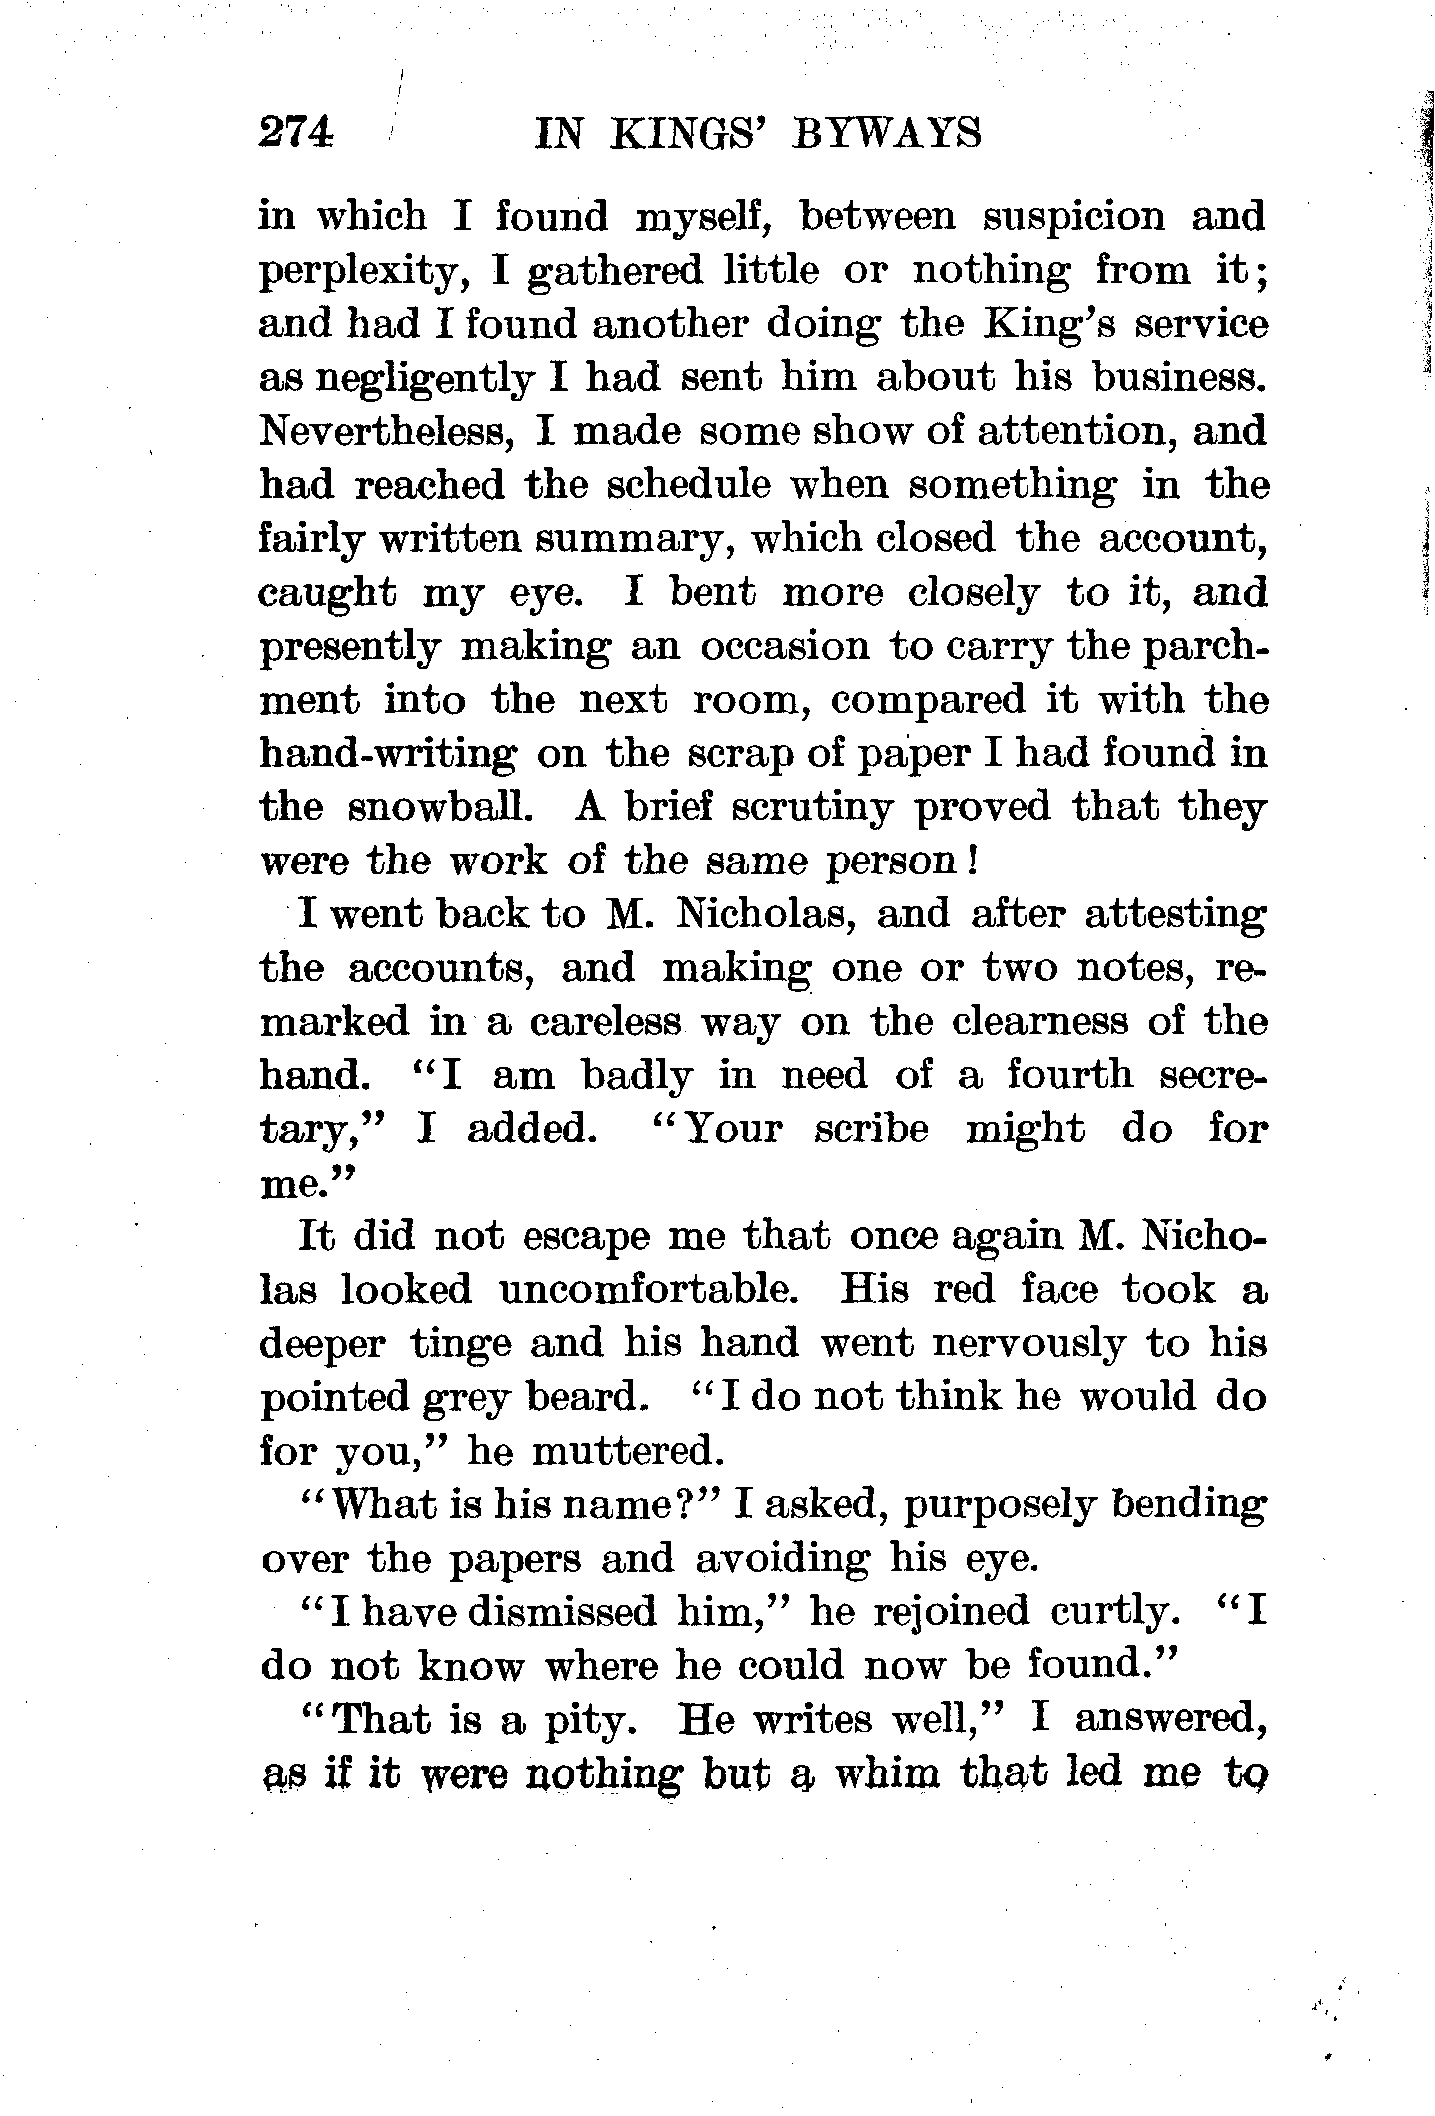 274 IN KINGS' BYWAYS
in which I found myself, between suspicion and
perplexity, I gathered little or nothing from it;
and had I found another doing the King's service
as negligently I had sent him about his business.
Nevertheless, I made some show of attention, and
had reached the schedule when something in the
fairly written summary, which closed the account,
caught my eye. I bent more closely to it, and
presently making an occasion to carry the parch-
ment into the next room, compared it with the
hand-writing on the scrap of paper I had found in
the snowball. A brief scrutiny proved that they
were the work of the same person!
I went back to M. Nicholas, and after attesting
the accounts, and making one or two notes, re-
marked in a careless way on the clearness of the
hand. "I am badly in need of a fourth secre-
tary," I added. "Your scribe might do for
me."
It did not escape me that once again M. Nicho-
las looked uncomfortable. His red face took a
deeper tinge and his hand went nervously to his
pointed grey beard. "I do not think he would do
for you," he muttered.
"What is his name?" I asked, purposely bending
over the papers and avoiding his eye.
"I have dismissed him," he rejoined curtly. "I
do not know where he could now be found."
"That is a pity. He writes well," I answered,
as if it were nothing but a whim that led me to